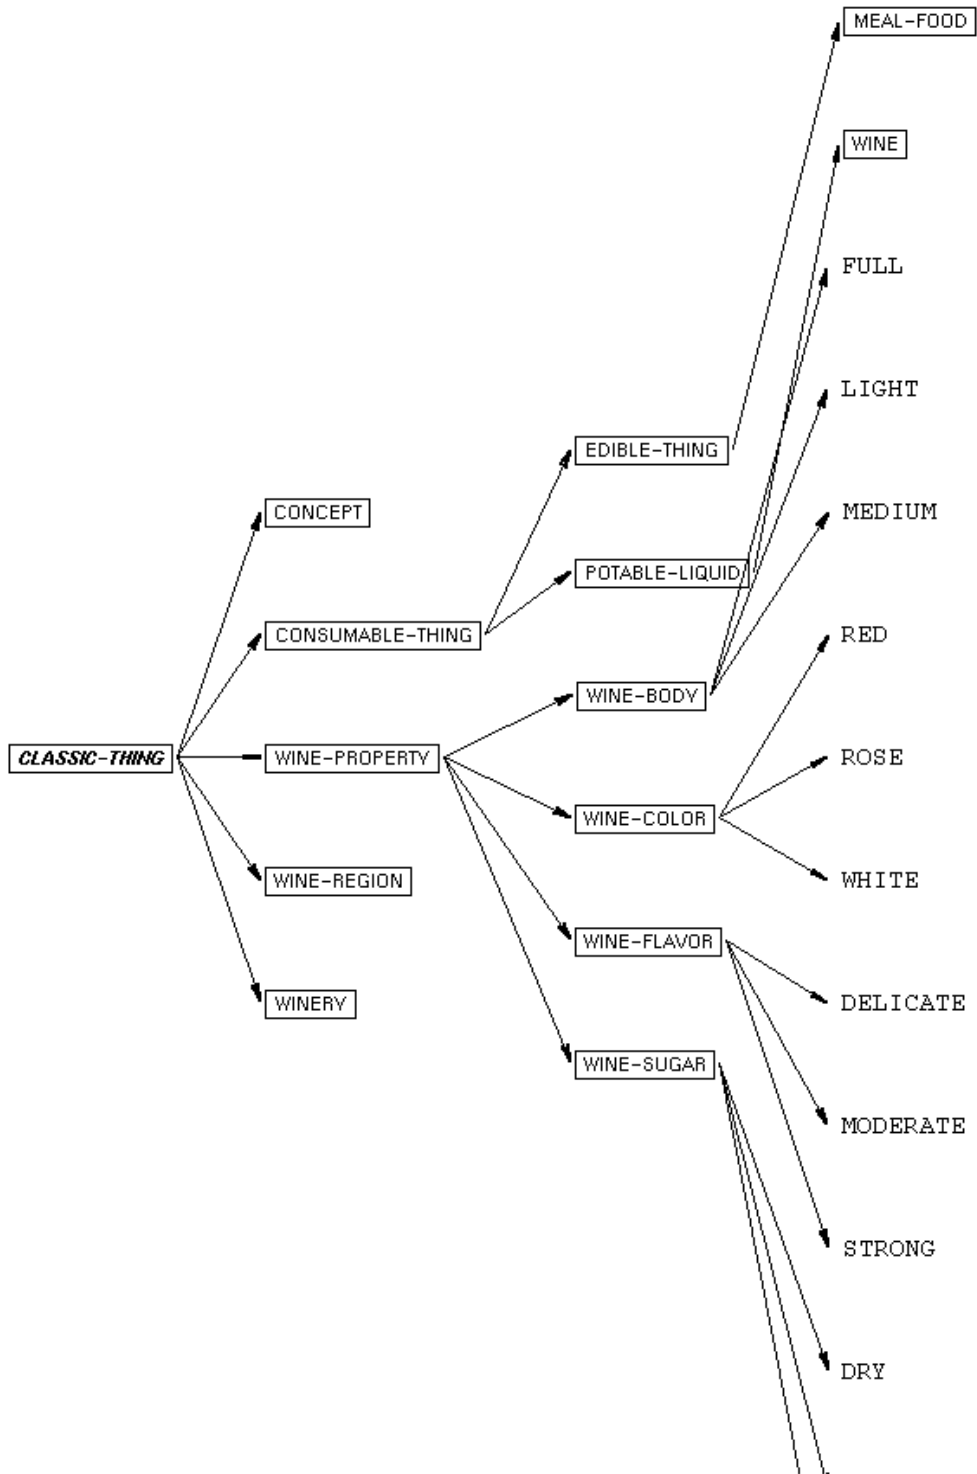 MEAL-FOOD
WINE
FULL
LIGHT
EDIBLE-THING
CONCEPT
MEDIUM
POTABLE-LIQUID
CONSUMABLE-THING
RED
WINE-BODY
CLASSIC-THING
WINE-PROPERTY
ROSE
WINE-COLOR
WINE-REGION
WHITE
WINE-FLAVOR
WINERY
DELICATE
WINE-SUGAR
MODERATE
STRONG
DRY